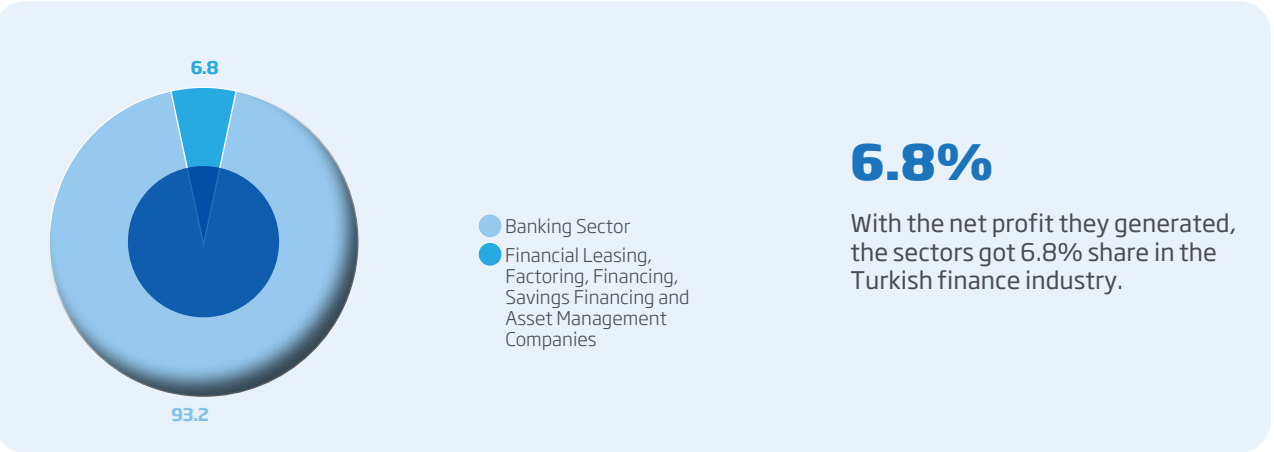 6.8
93.2
Banking Sector
Financial Leasing,
Factoring, Financing,
Savings Financing and
Asset Management
Companies
6.8%
With the net profit they generated,
the sectors got 6.8% share in the
Turkish finance industry.